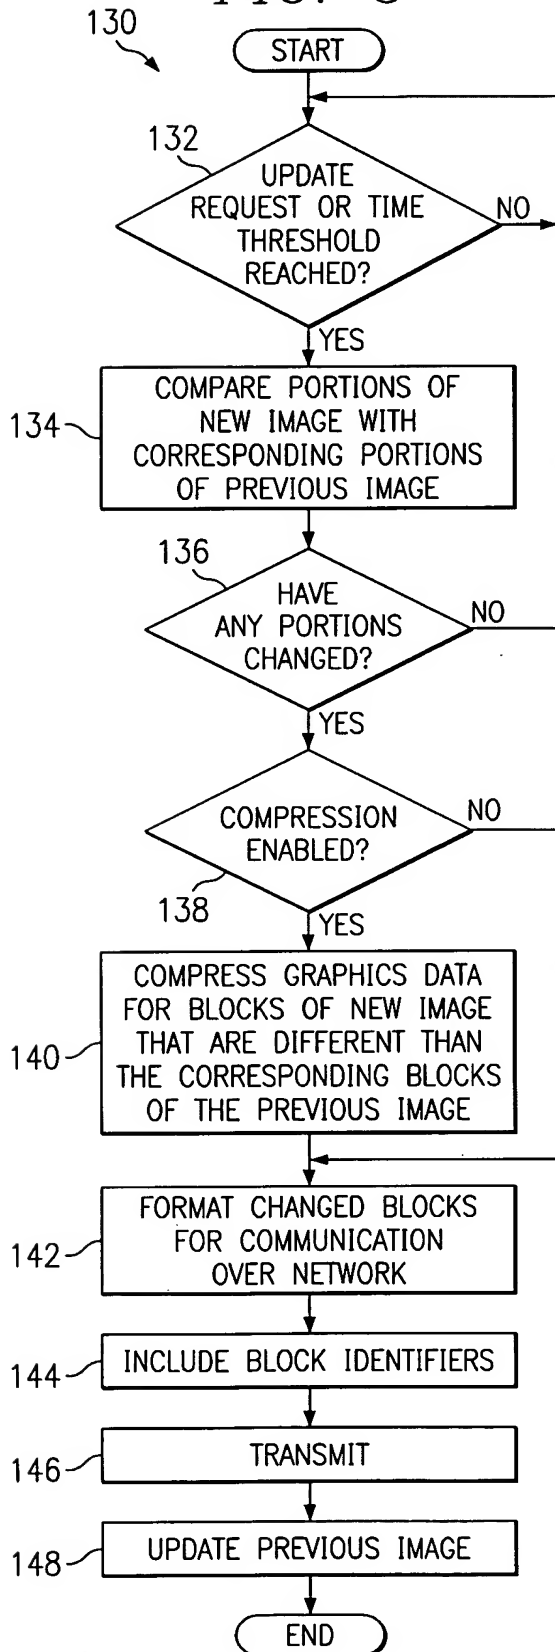 130
START
132
UPDATE
REQUEST OR TIME
THRESHOLD
REACHED?
NO
YES
134
COMPARE PORTIONS OF
NEW IMAGE WITH
CORRESPONDING PORTIONS
OF PREVIOUS IMAGE
136
HAVE
ANY PORTIONS
CHANGED?
NO
YES
COMPRESSION
ENABLED?
NO
138
YES
140
COMPRESS GRAPHICS DATA
FOR BLOCKS OF NEW IMAGE
THAT ARE DIFFERENT THAN
THE CORRESPONDING BLOCKS
OF THE PREVIOUS IMAGE
142
FORMAT CHANGED BLOCKS
FOR COMMUNICATION
OVER NETWORK
144
INCLUDE BLOCK IDENTIFIERS
146
TRANSMIT
148
UPDATE PREVIOUS IMAGE
END